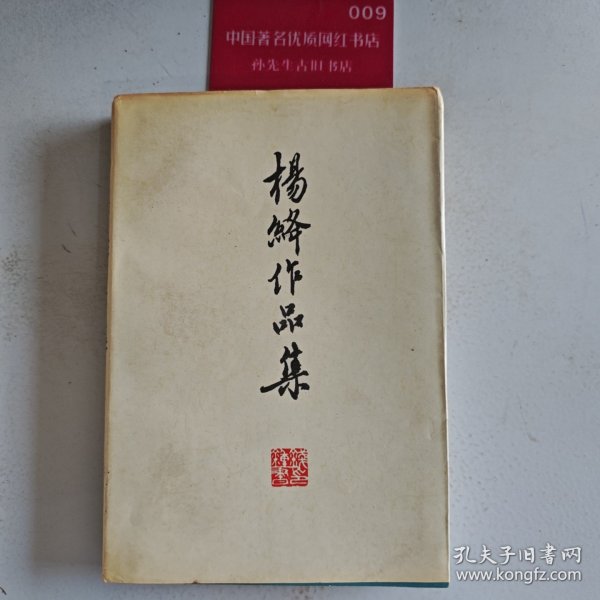 009
中国著名优质网红书店
孙先生古旧书店
楊絳作品集
孔夫子旧书网
www.kongfz.com